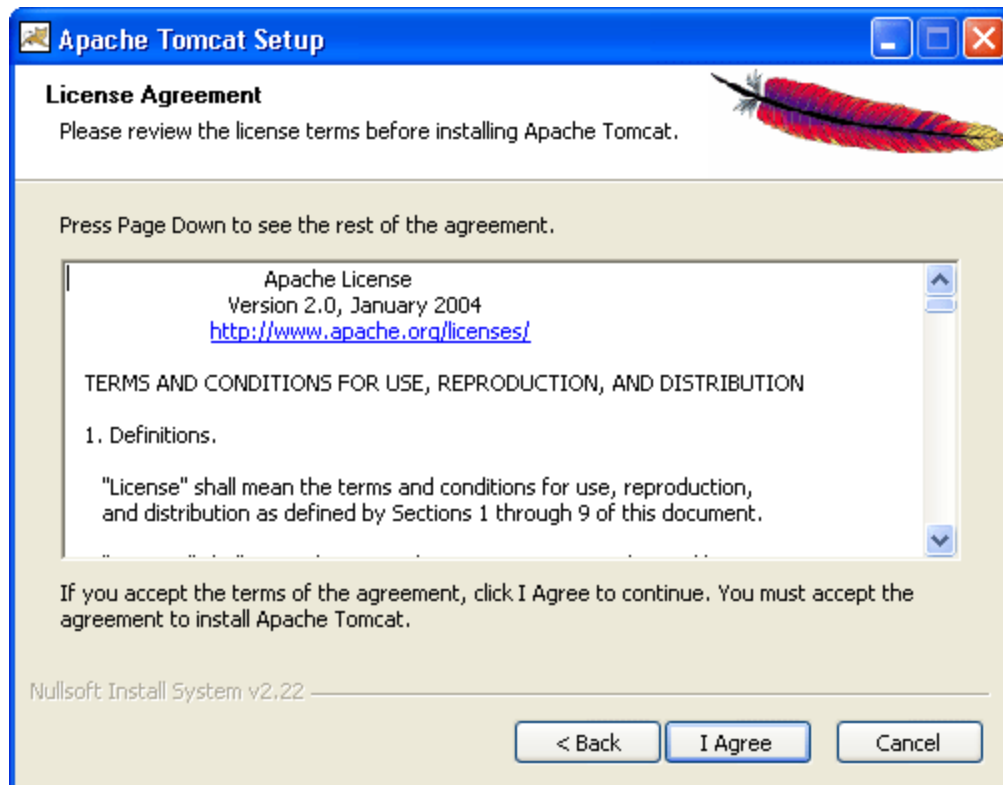 Apache Tomcat Setup
License Agreement
Please review the license terms before installing Apache Tomcat.
Press Page Down to see the rest of the agreement.
Apache License
Version 2.0, January 2004
http://www.apache.org/licenses/
TERMS AND CONDITIONS FOR USE, REPRODUCTION, AND DISTRIBUTION
1. Definitions.
"License" shall mean the terms and conditions for use, reproduction,
and distribution as defined by Sections 1 through 9 of this document.
If you accept the terms of the agreement, click I Agree to continue. You must accept the
agreement to install Apache Tomcat.
Nullsoft Install System v2.22
< Back
I Agree
Cancel